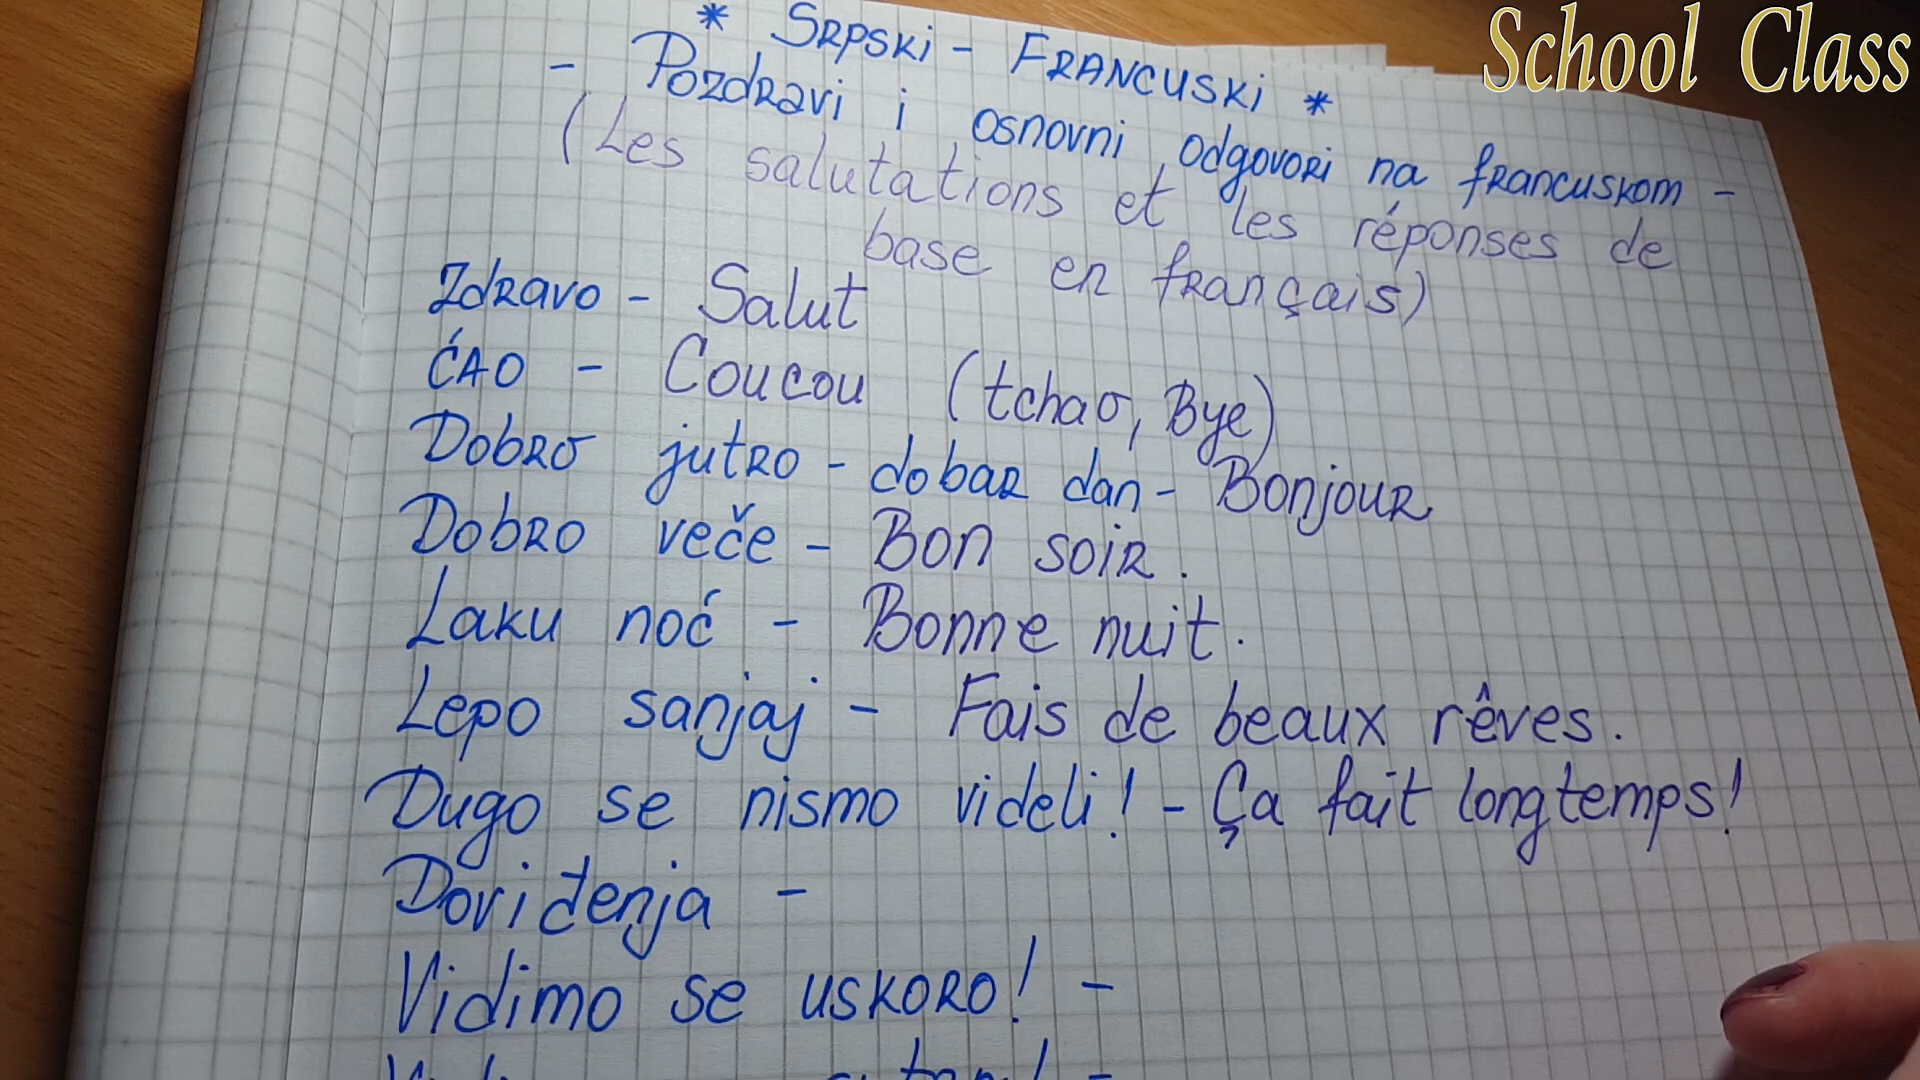 School Class
* Srpski - Francuski *
- Pozdravi i osnovni odgovori na francuskom -
(Les salutations et les réponses de
base en français)
Zdravo - Salut
ĆAO - Coucou (tchao, Bye)
Dobro jutro - dobar dan - Bonjour
Dobro veče - Bon soir.
Laku noć - Bonne nuit.
Lepo sanjaj - Fais de beaux rêves.
Dugo se nismo videli! - Ça fait longtemps!
Doviđenja -
Vidimo se uskoro! -